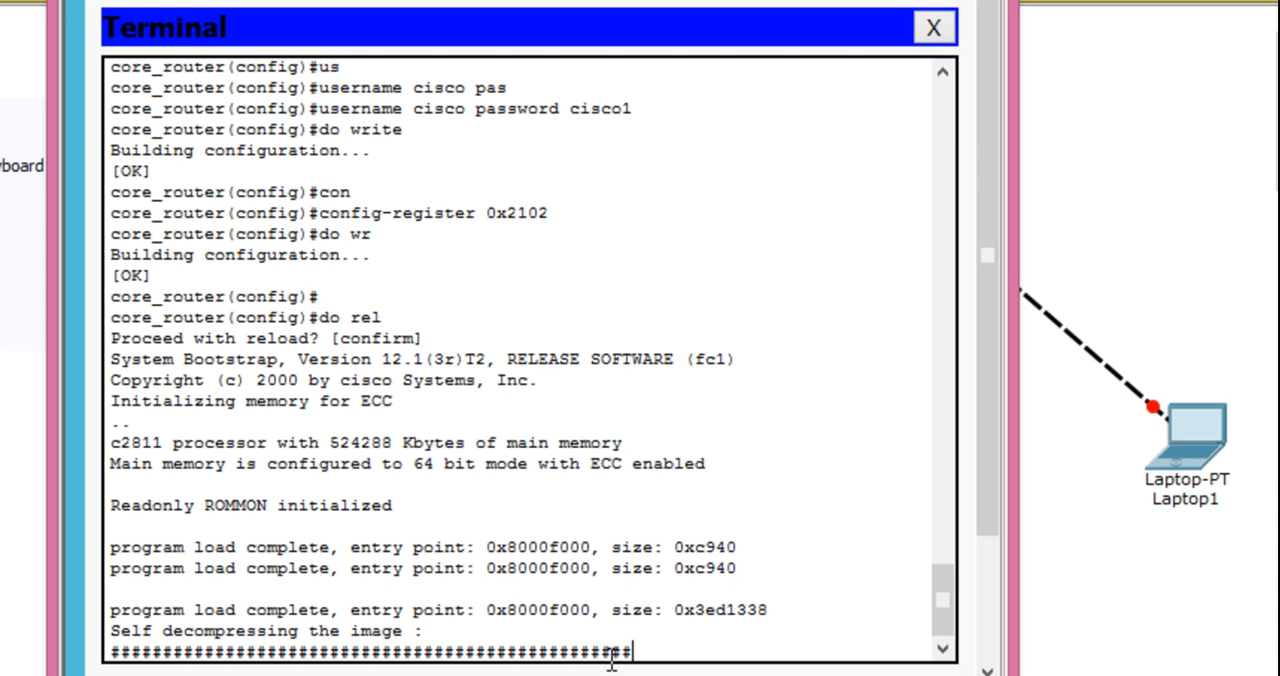 Terminal
X
core_router(config)#us
core_router(config)#username cisco pas
core_router(config)#username cisco password cisco1
core_router(config)#do write
Building configuration...
[OK]
core_router(config)#con
core_router(config)#config-register 0x2102
core_router(config)#do wr
Building configuration...
[OK]
core_router(config)#
core_router(config)#do rel
Proceed with reload? [confirm]
System Bootstrap, Version 12.1(3r)T2, RELEASE SOFTWARE (fc1)
Copyright (c) 2000 by cisco Systems, Inc.
Initializing memory for ECC
..
c2811 processor with 524288 Kbytes of main memory
Main memory is configured to 64 bit mode with ECC enabled
Readonly ROMMON initialized
program load complete, entry point: 0x8000f000, size: 0xc940
program load complete, entry point: 0x8000f000, size: 0xc940
program load complete, entry point: 0x8000f000, size: 0x3ed1338
Self decompressing the image :
##################################################
yboard
Laptop-PT
Laptop1